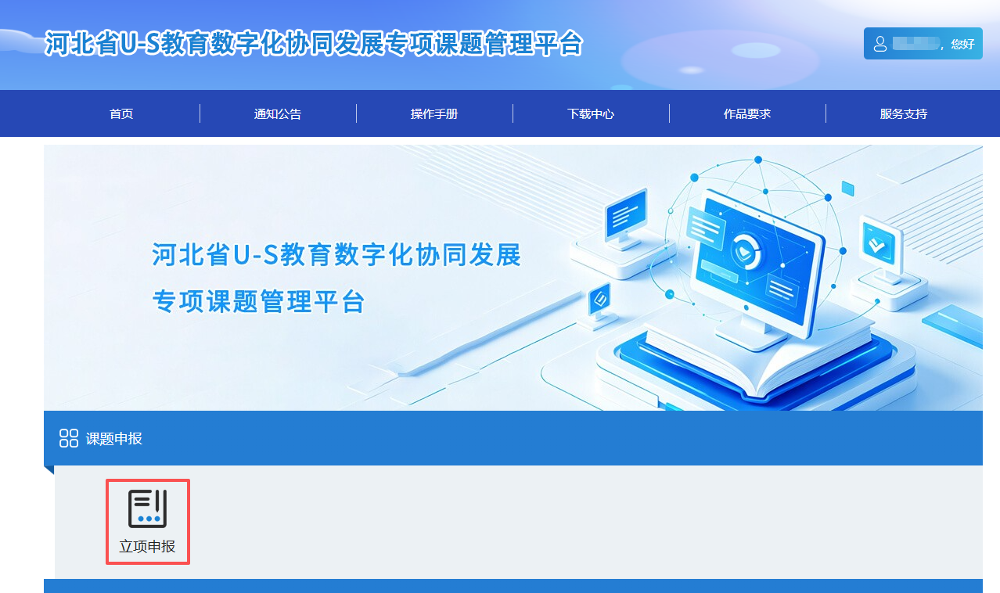 河北省U-S教育数字化协同发展专项课题管理平台
，您好
首页
通知公告
操作手册
下载中心
作品要求
服务支持
河北省U-S教育数字化协同发展
专项课题管理平台
课题申报
立项申报